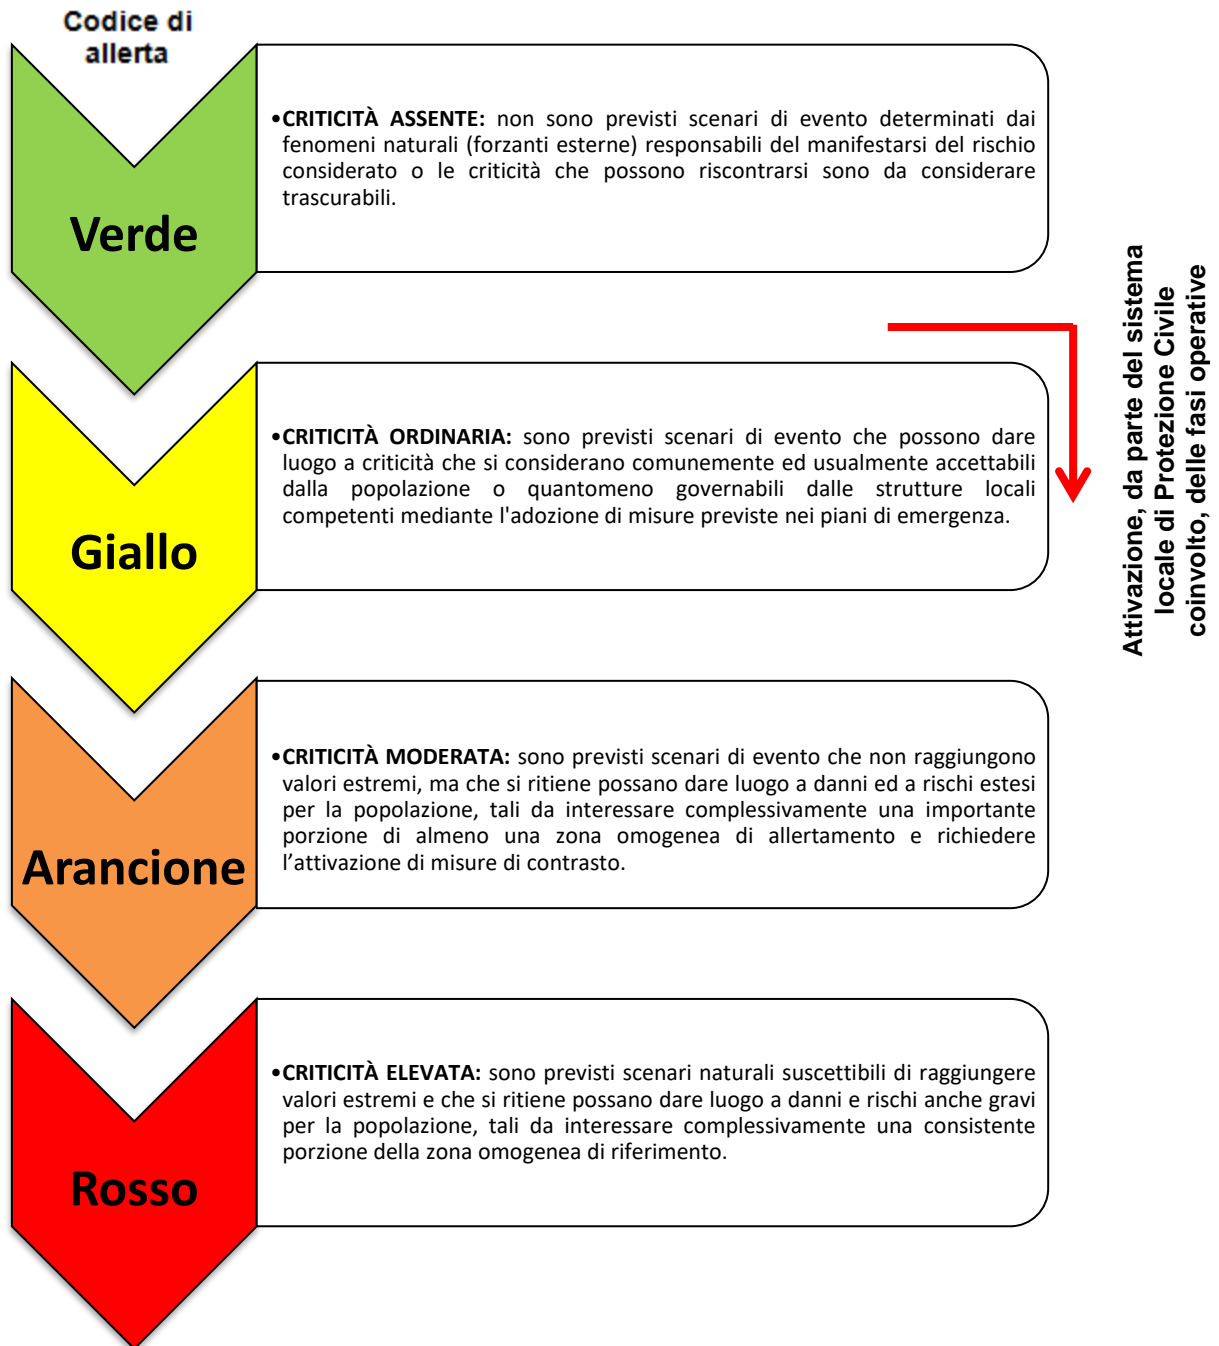 Codice di
allerta
Verde
•CRITICITÀ ASSENTE: non sono previsti scenari di evento determinati dai
fenomeni naturali (forzanti esterne) responsabili del manifestarsi del rischio
considerato o le criticità che possono riscontrarsi sono da considerare
trascurabili.
Attivazione, da parte del sistema
locale di Protezione Civile
coinvolto, delle fasi operative
Giallo
•CRITICITÀ ORDINARIA: sono previsti scenari di evento che possono dare
luogo a criticità che si considerano comunemente ed usualmente accettabili
dalla popolazione o quantomeno governabili dalle strutture locali
competenti mediante l'adozione di misure previste nei piani di emergenza.
Arancione
•CRITICITÀ MODERATA: sono previsti scenari di evento che non raggiungono
valori estremi, ma che si ritiene possano dare luogo a danni ed a rischi estesi
per la popolazione, tali da interessare complessivamente una importante
porzione di almeno una zona omogenea di allertamento e richiedere
l’attivazione di misure di contrasto.
Rosso
•CRITICITÀ ELEVATA: sono previsti scenari naturali suscettibili di raggiungere
valori estremi e che si ritiene possano dare luogo a danni e rischi anche gravi
per la popolazione, tali da interessare complessivamente una consistente
porzione della zona omogenea di riferimento.